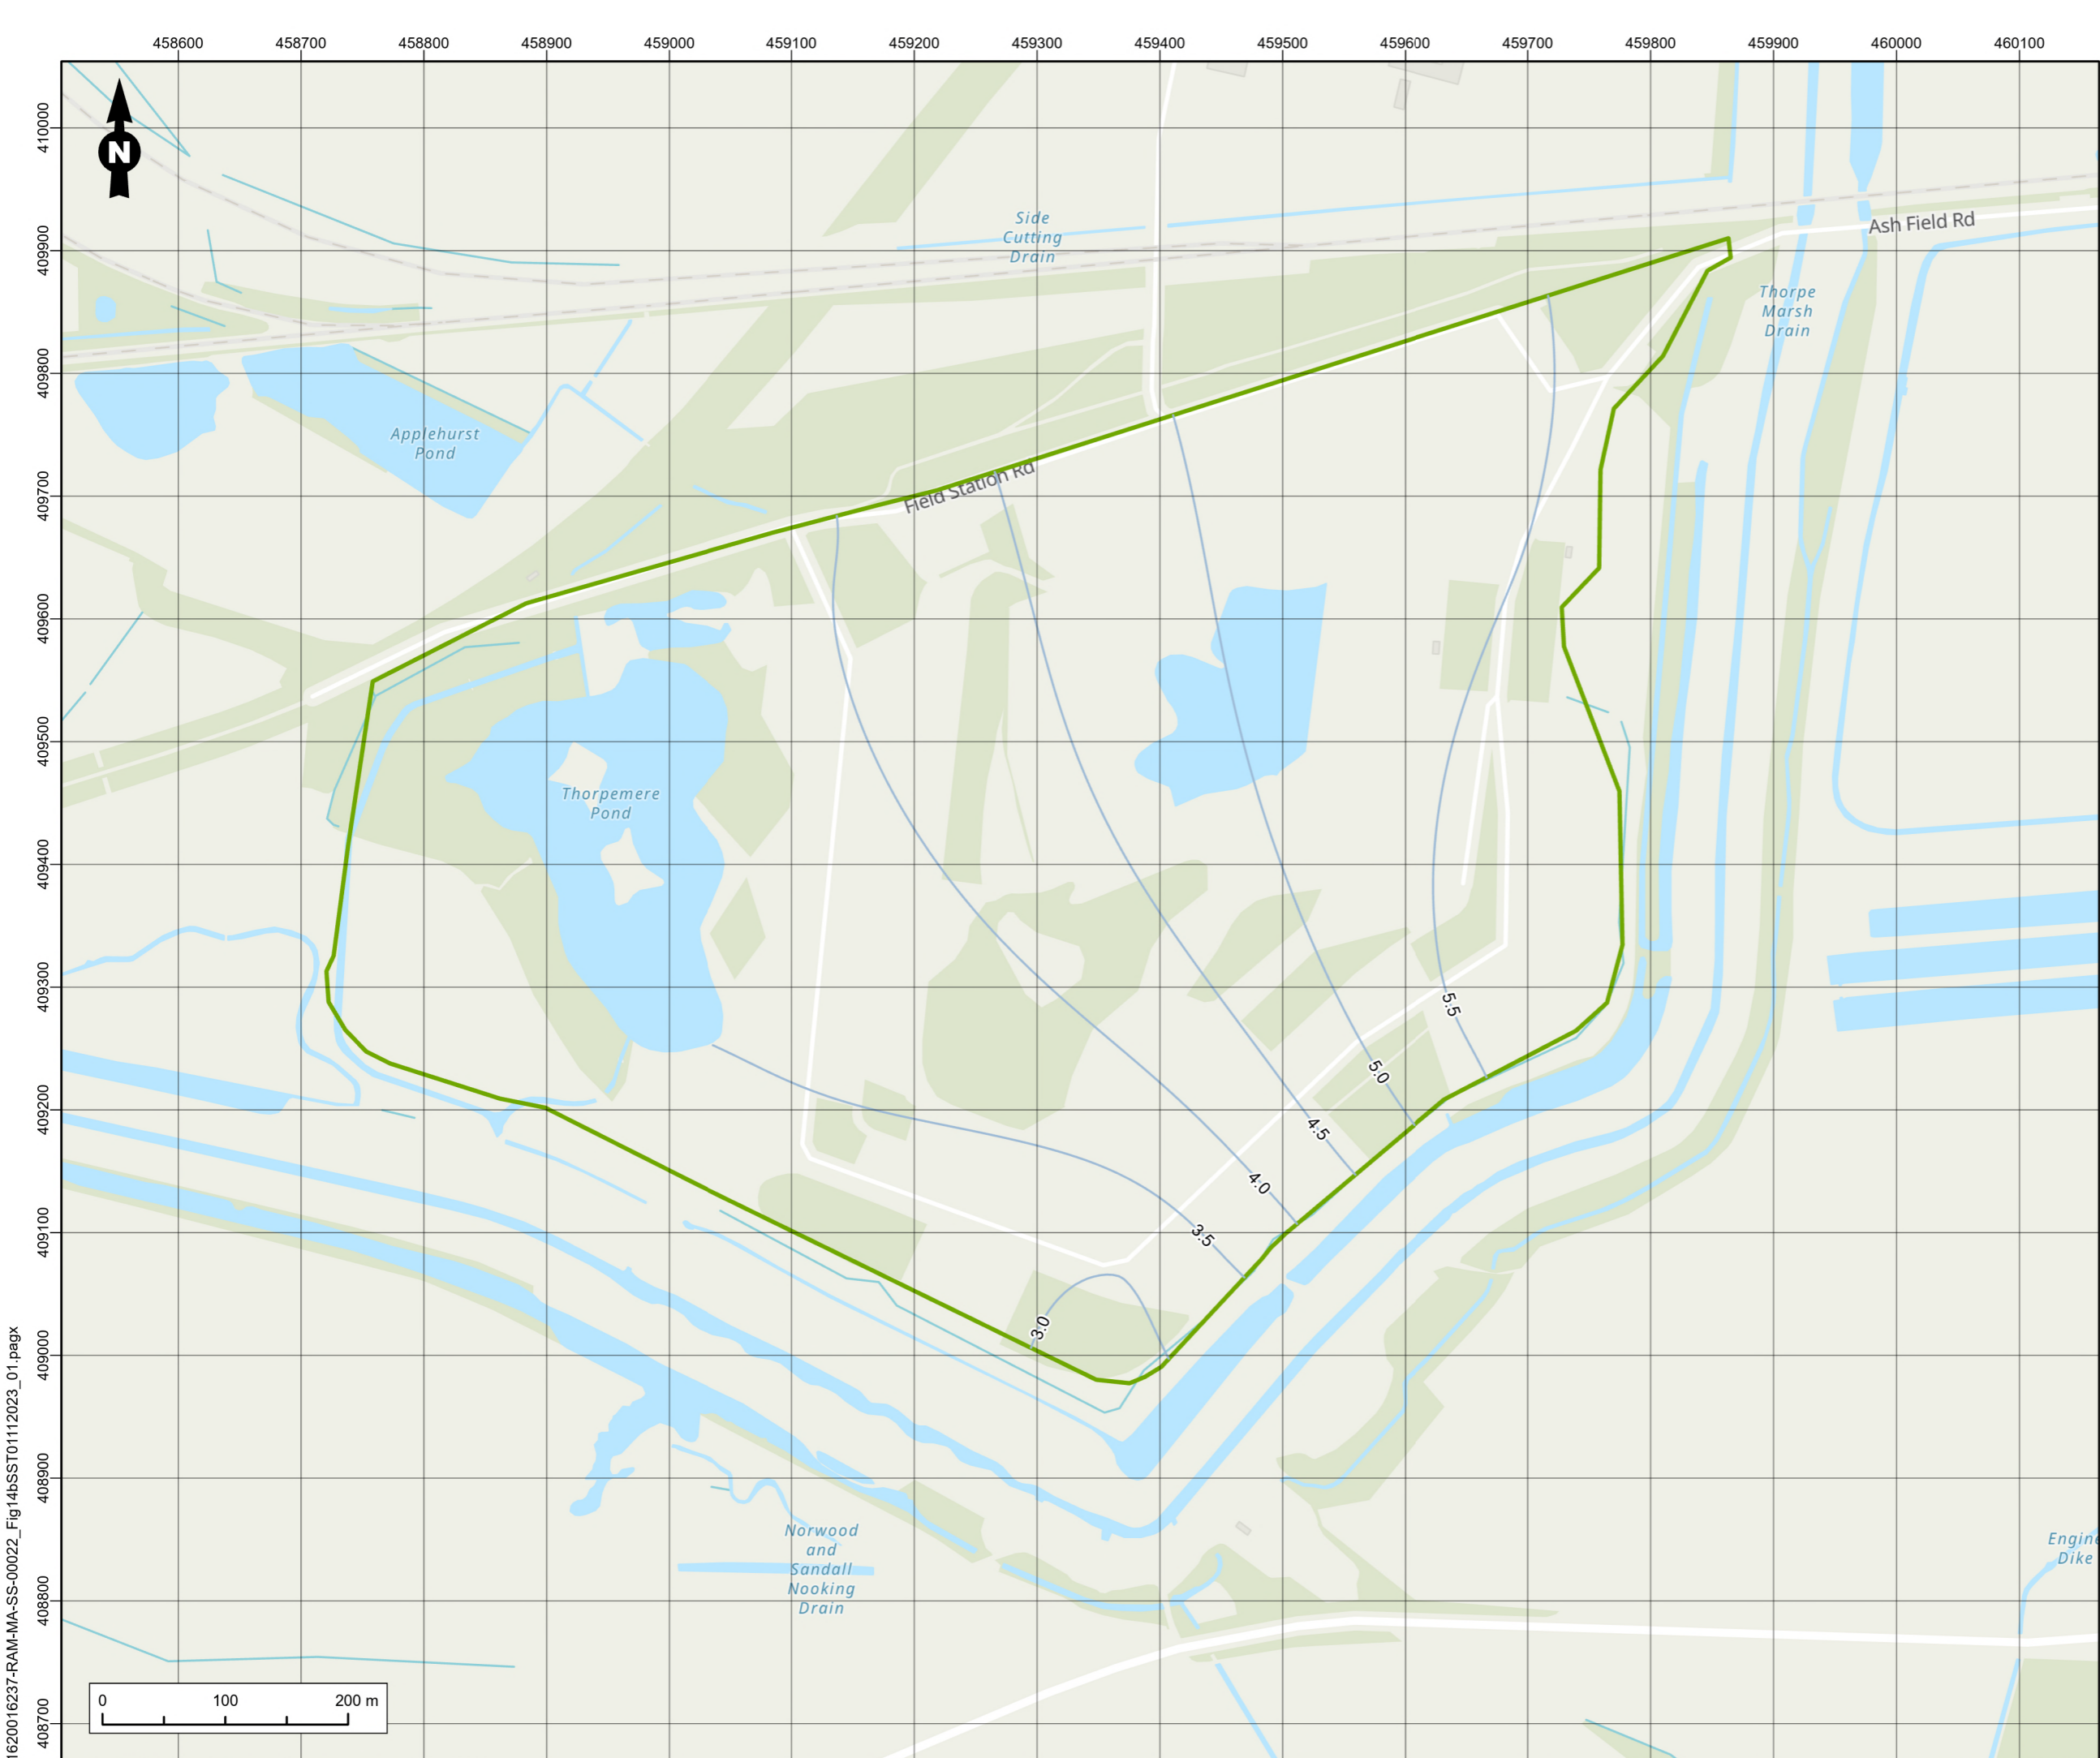 458600 458700 458800 458900 459000 459100 459200 459300 459400 459500 459600 459700 459800 459900 460000 460100
410000
N
409900
Side
Cutting
Drain
Ash Field Rd
Thorpe
Marsh
Drain
409800
Applehurst
Pond
409700
Field Station Rd
409600
409500
Thorpemere
Pond
409400
409300
5.5
5.0
409200
4.5
4.0
409100
3.5
3.0
409000
408900
Norwood
and
Sandall
Nooking
Drain
Engine
Dike
408800
408700
0 100 200 m
1620016237-RAM-MA-SS-00022_Fig14bSST01112023_01.pagx